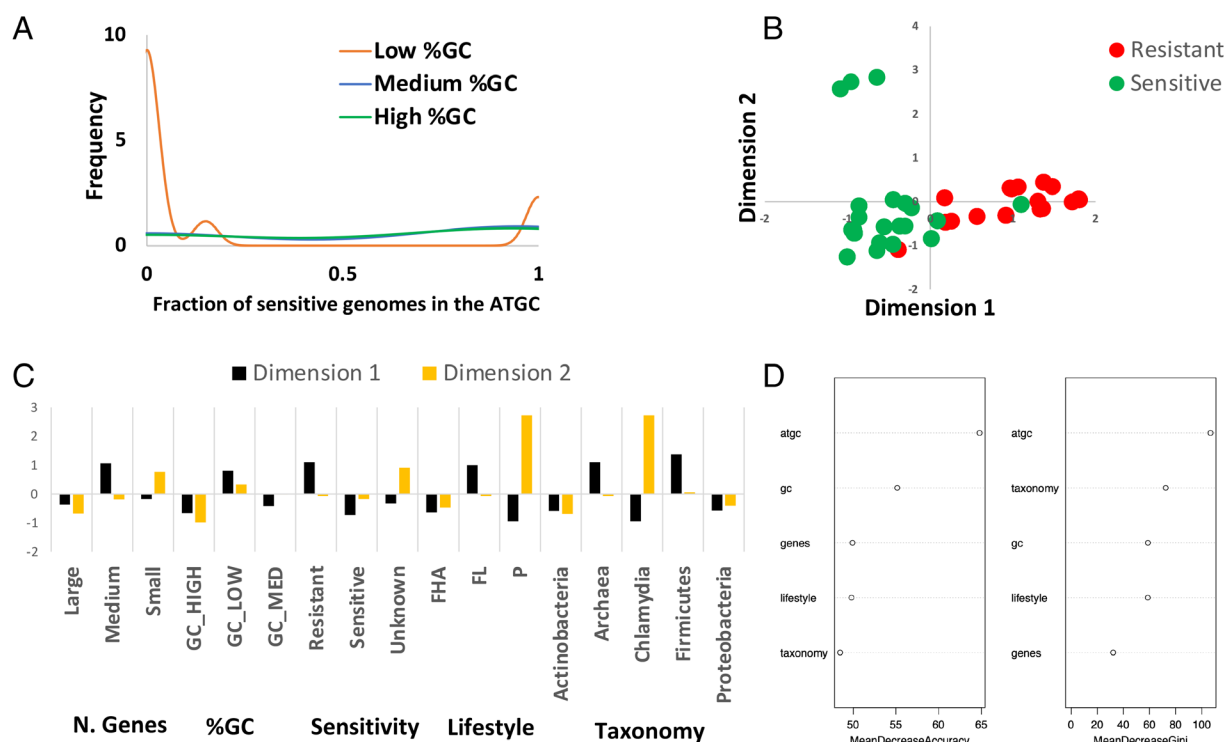 A
10
5
0
Frequency
Low %GC
Medium %GC
High %GC
0
0.5
1
Fraction of sensitive genomes in the ATGC
B
Resistant
Sensitive
4
3
2
1
0
-1
-2
-2
-1
0
1
2
Dimension 2
Dimension 1
C
Dimension 1
Dimension 2
3
2
1
0
-1
-2
Large
Medium
Small
GC_HIGH
GC_LOW
GC_MED
Resistant
Sensitive
Unknown
FHA
FL
P
Actinobacteria
Archaea
Chlamydia
Firmicutes
Proteobacteria
N. Genes
%GC
Sensitivity
Lifestyle
Taxonomy
D
atgc
gc
genes
lifestyle
taxonomy
50
55
60
65
MeanDecreaseAccuracy
atgc
taxonomy
gc
lifestyle
genes
0
20
40
60
80
100
MeanDecreaseGini